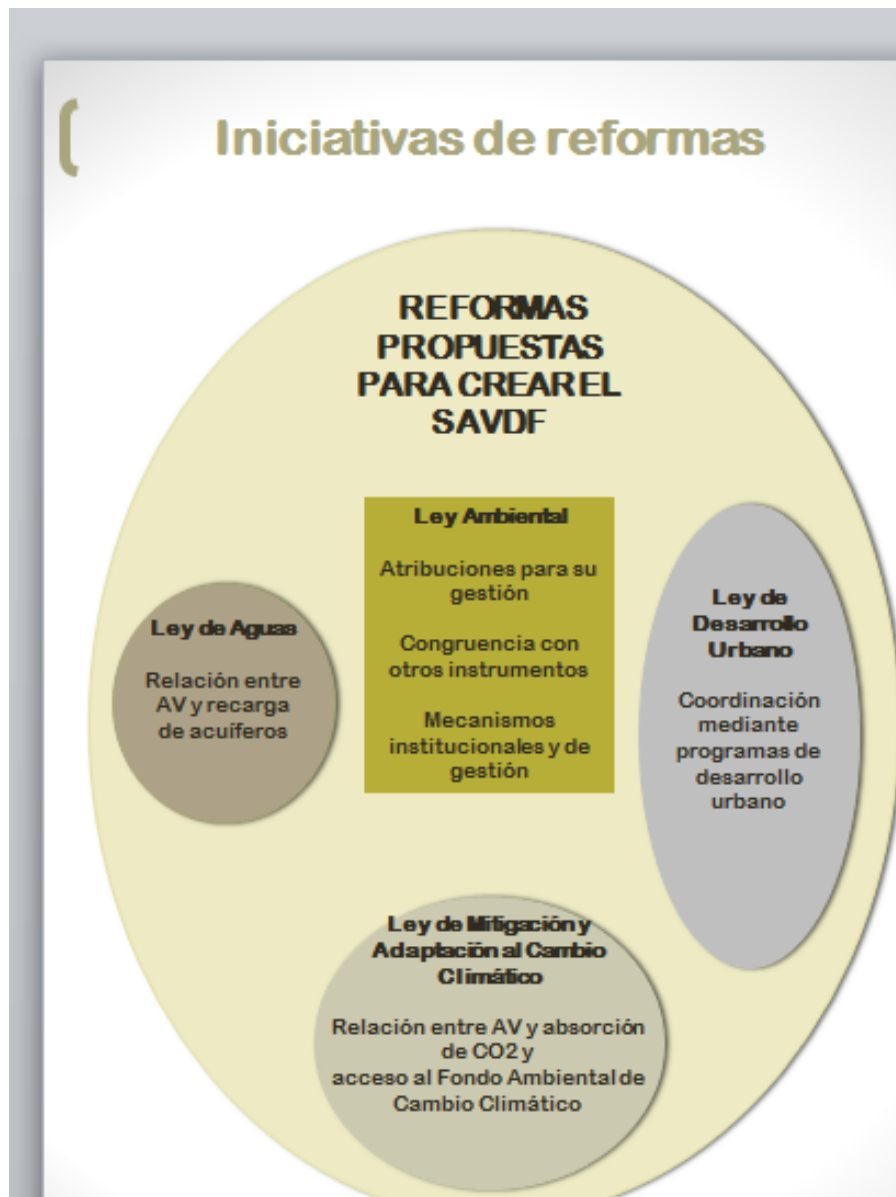 Iniciativas de reformas
REFORMAS
PROPUESTAS
PARA CREAR EL
SAVDF
Ley Ambiental
Atribuciones para su
gestión
Congruencia con
otros instrumentos
Mecanismos
institucionales y de
gestión
Ley de Aguas
Relación entre
AV y recarga
de acuíferos
Ley de
Desarrollo
Urbano
Coordinación
mediante
programas de
desarrollo
urbano
Ley de Mitigación y
Adaptación al Cambio
Climático
Relación entre AV y absorción
de CO2 y
acceso al Fondo Ambiental de
Cambio Climático